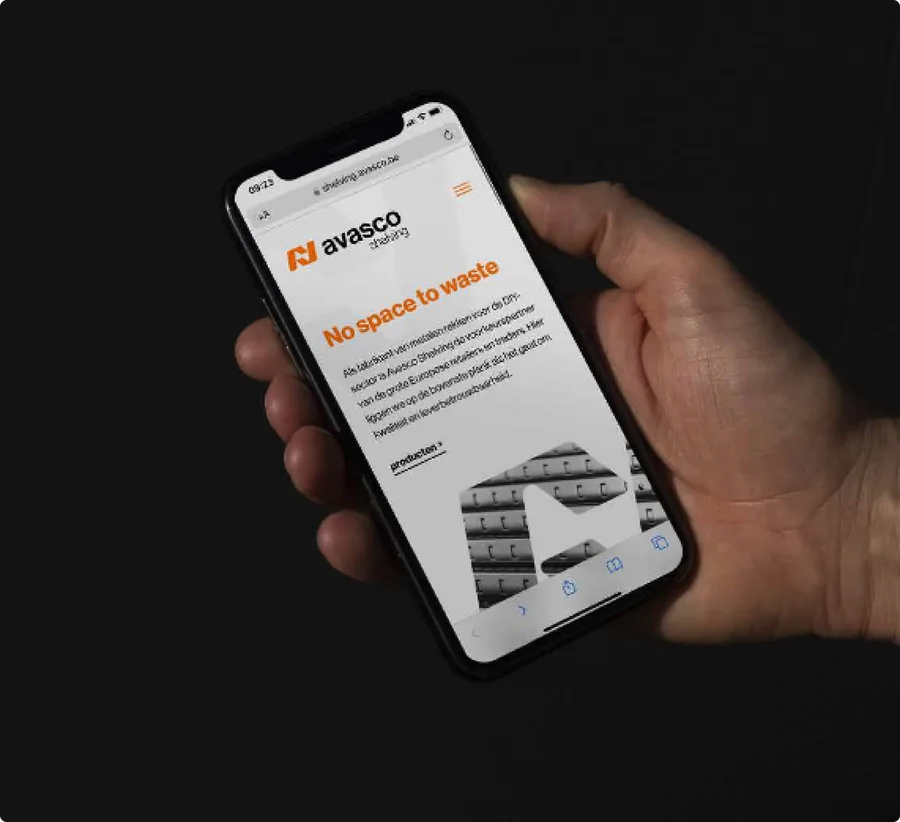 09:23
AA shelving.avasco.be
avasco
shelving
No space to waste
Als fabrikant van metalen rekken voor de DIY-
sector is Avasco Shelving de voorkeurspartner
van de grote Europese retailers en traders. Hier
liggen we op de bovenste plank als het gaat om
kwaliteit en leverbetrouwbaarheid.
producten >